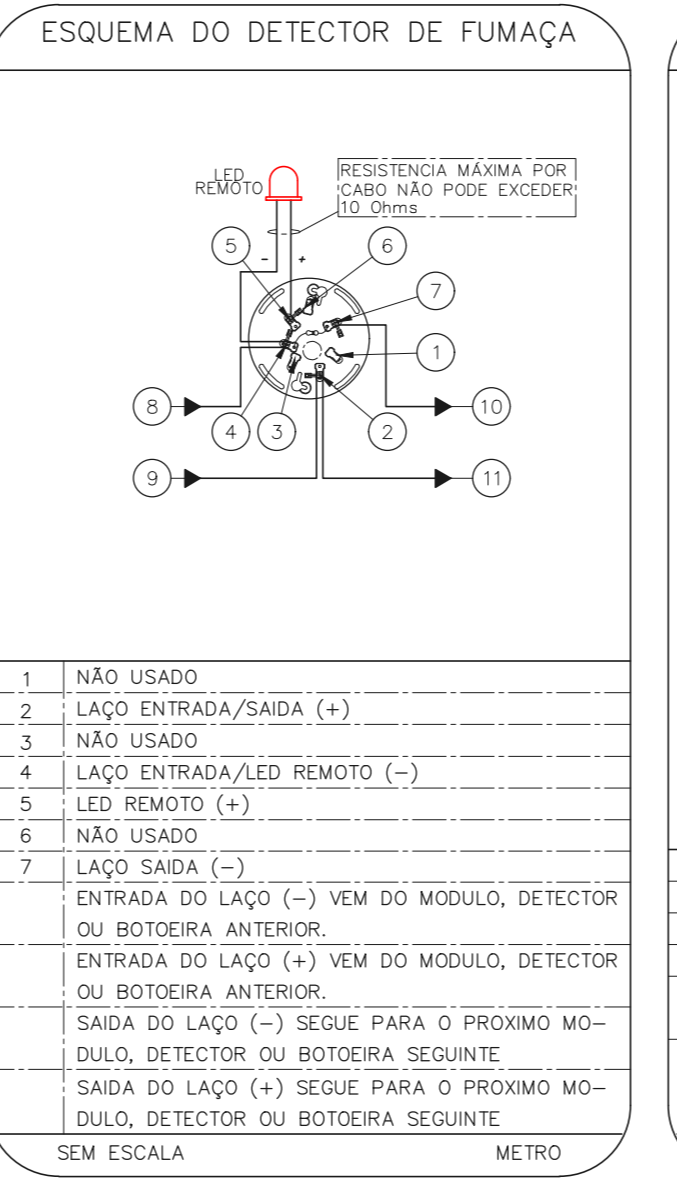 ESQUEMA DO DETECTOR DE FUMAÇA
LED
REMOTO
RESISTENCIA MÁXIMA POR
CABO NÃO PODE EXCEDER
10 Ohms
5
- +
6
7
1
8
10
4
3
2
9
11
1 NÃO USADO
2 LAÇO ENTRADA/SAIDA (+)
3 NÃO USADO
4 LAÇO ENTRADA/LED REMOTO (-)
5 LED REMOTO (+)
6 NÃO USADO
7 LAÇO SAIDA (-)
ENTRADA DO LAÇO (-) VEM DO MODULO, DETECTOR
OU BOTOEIRA ANTERIOR.
ENTRADA DO LAÇO (+) VEM DO MODULO, DETECTOR
OU BOTOEIRA ANTERIOR.
SAIDA DO LAÇO (-) SEGUE PARA O PROXIMO MO-
DULO, DETECTOR OU BOTOEIRA SEGUINTE
SAIDA DO LAÇO (+) SEGUE PARA O PROXIMO MO-
DULO, DETECTOR OU BOTOEIRA SEGUINTE
SEM ESCALA METRO